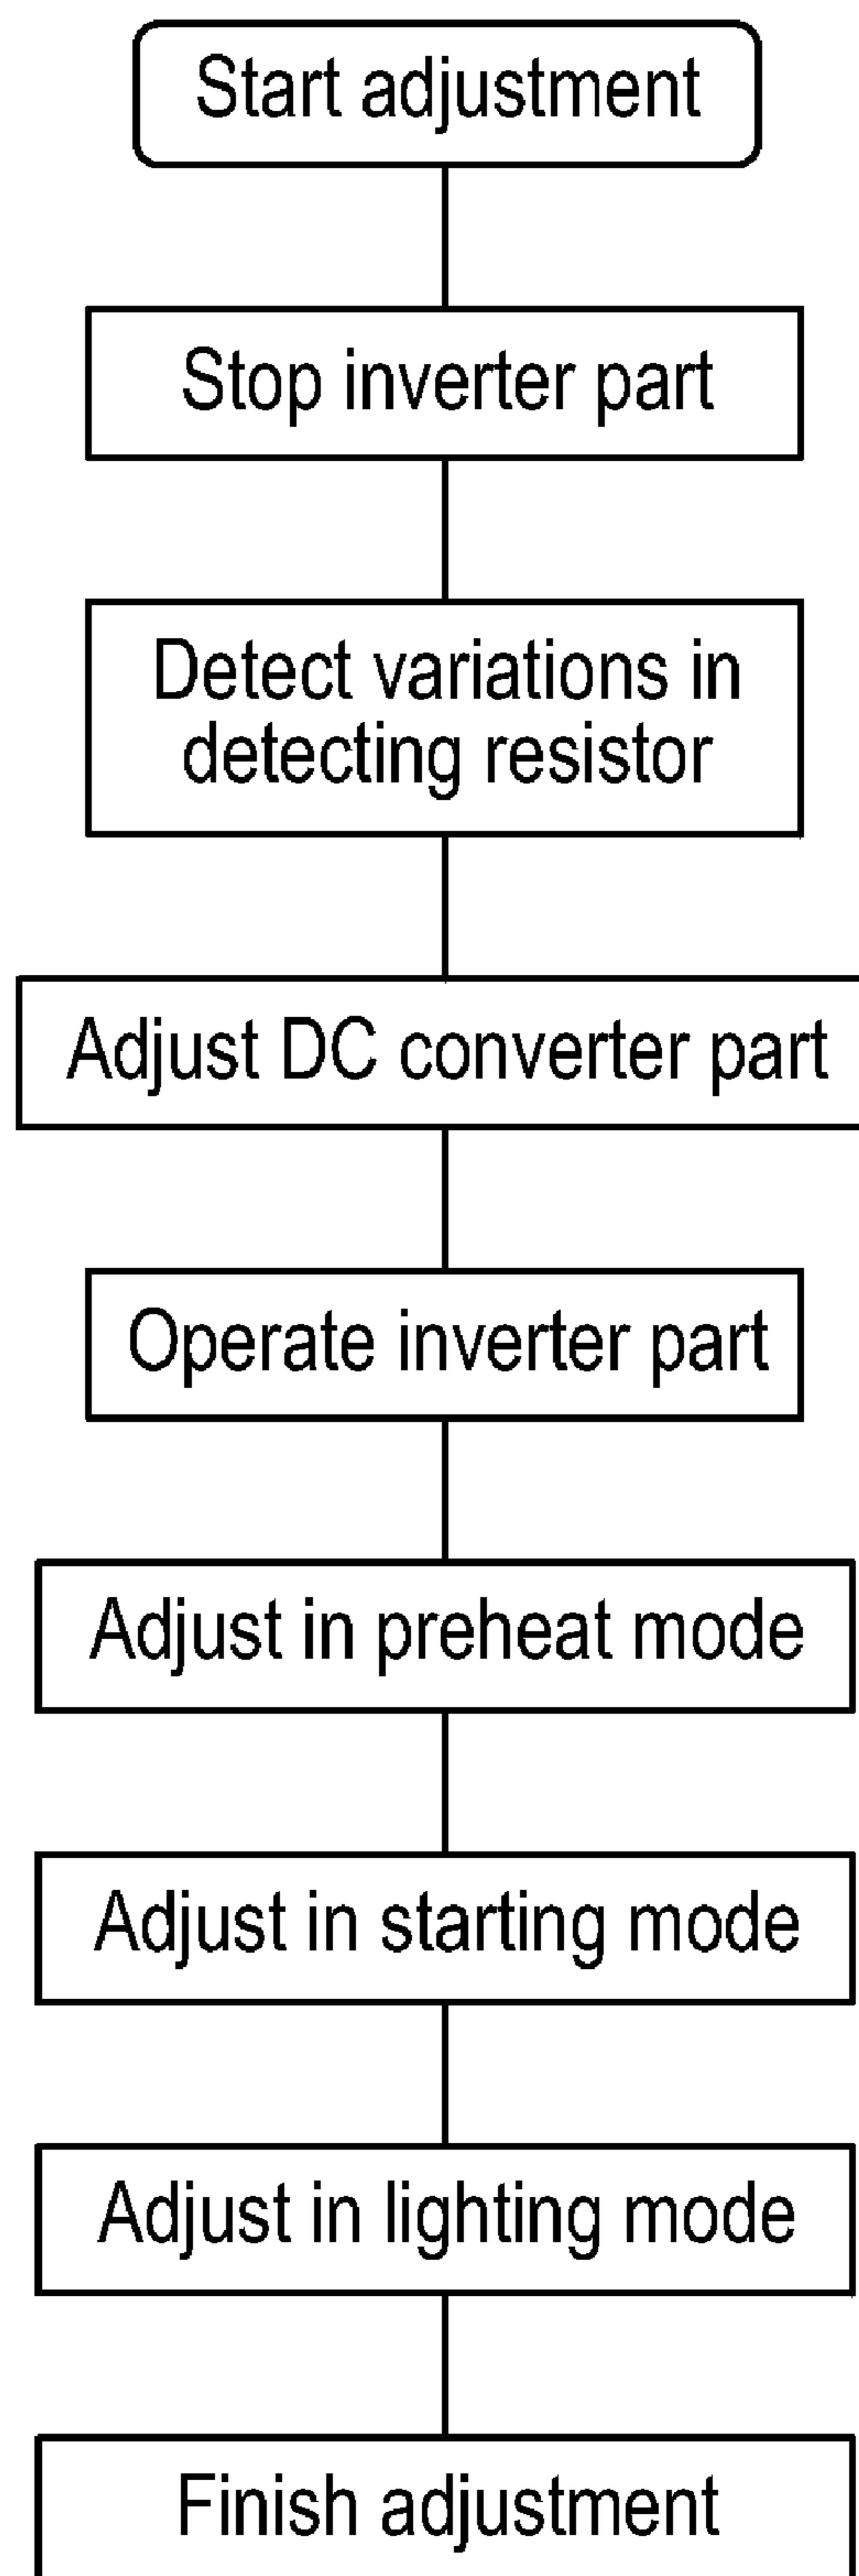 Start adjustment
Stop inverter part
Detect variations in
detecting resistor
Adjust DC converter part
Operate inverter part
Adjust in preheat mode
Adjust in starting mode
Adjust in lighting mode
Finish adjustment